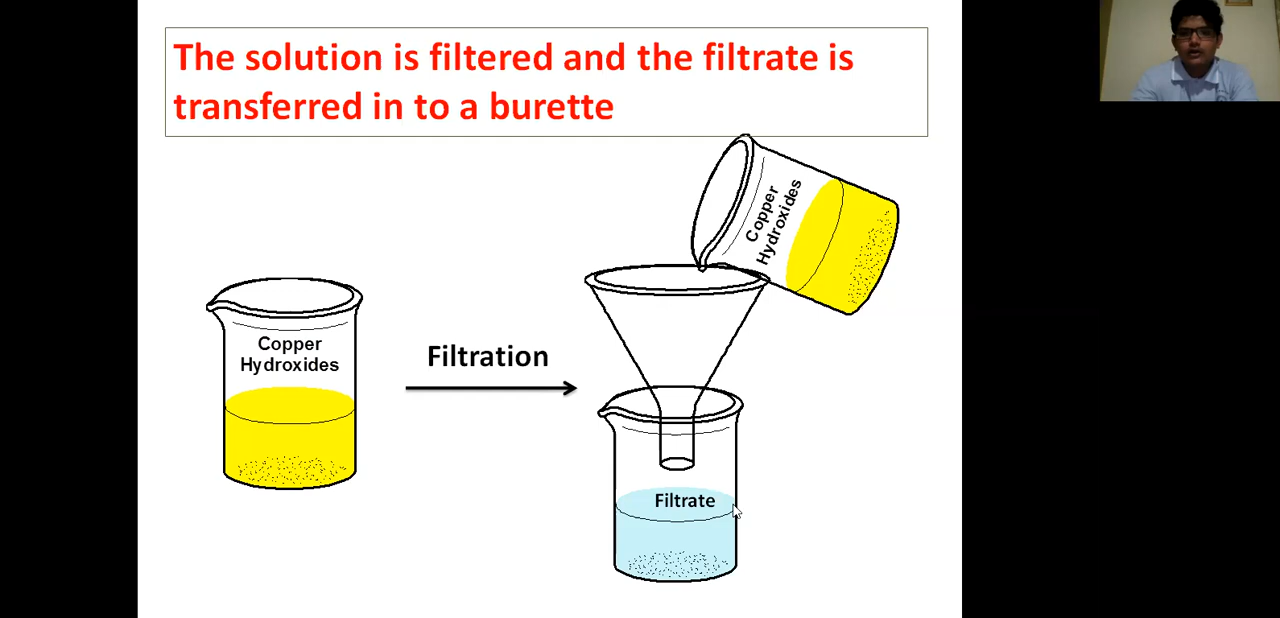 The solution is filtered and the filtrate is
transferred in to a burette
Copper
Hydroxides
Copper
Hydroxides
Filtration
Filtrate